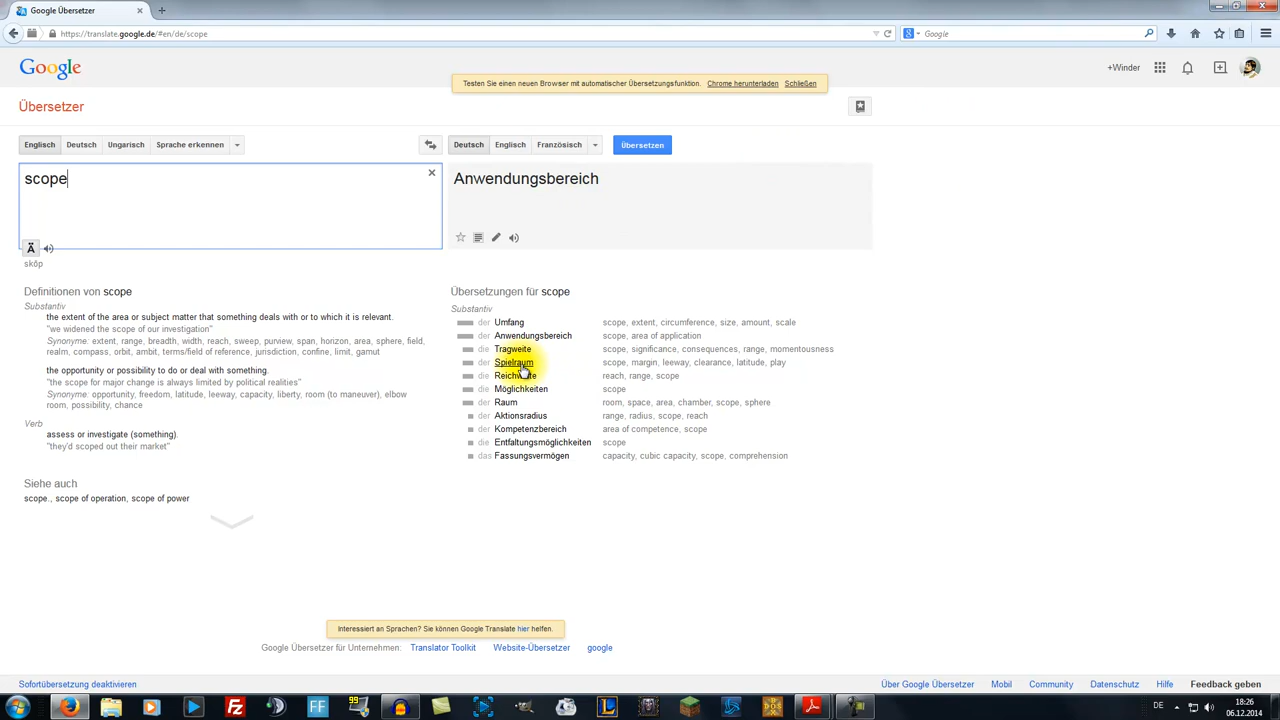 Google Übersetzer
https://translate.google.de/#en/de/scope
Google
Google
+Winder
Testen Sie einen neuen Browser mit automatischer Übersetzungsfunktion. Chrome herunterladen Schließen
Übersetzer
Englisch Deutsch Ungarisch Sprache erkennen
Deutsch Englisch Französisch Übersetzen
scope
Anwendungsbereich
Ä
skōp
Definitionen von scope
Substantiv
the extent of the area or subject matter that something deals with or to which it is relevant.
"we widened the scope of our investigation"
Synonyme: extent, range, breadth, width, reach, sweep, purview, span, horizon, area, sphere, field,
realm, compass, orbit, ambit, terms/field of reference, jurisdiction, confine, limit, gamut
the opportunity or possibility to do or deal with something.
"the scope for major change is always limited by political realities"
Synonyme: opportunity, freedom, latitude, leeway, capacity, liberty, room (to maneuver), elbow
room, possibility, chance
Verb
assess or investigate (something).
"they'd scoped out their market"
Siehe auch
scope., scope of operation, scope of power
Übersetzungen für scope
Substantiv
der Umfang scope, extent, circumference, size, amount, scale
der Anwendungsbereich scope, area of application
die Tragweite scope, significance, consequences, range, momentousness
der Spielraum scope, margin, leeway, clearance, latitude, play
die Reichweite reach, range, scope
die Möglichkeiten scope
der Raum room, space, area, chamber, scope, sphere
der Aktionsradius range, radius, scope, reach
der Kompetenzbereich area of competence, scope
die Entfaltungsmöglichkeiten scope
das Fassungsvermögen capacity, cubic capacity, scope, comprehension
Interessiert an Sprachen? Sie können Google Translate hier helfen.
Google Übersetzer für Unternehmen: Translator Toolkit Website-Übersetzer google
Sofortübersetzung deaktivieren
Über Google Übersetzer Mobil Community Datenschutz Hilfe Feedback geben
FF
99
DE
18:26
06.12.2014